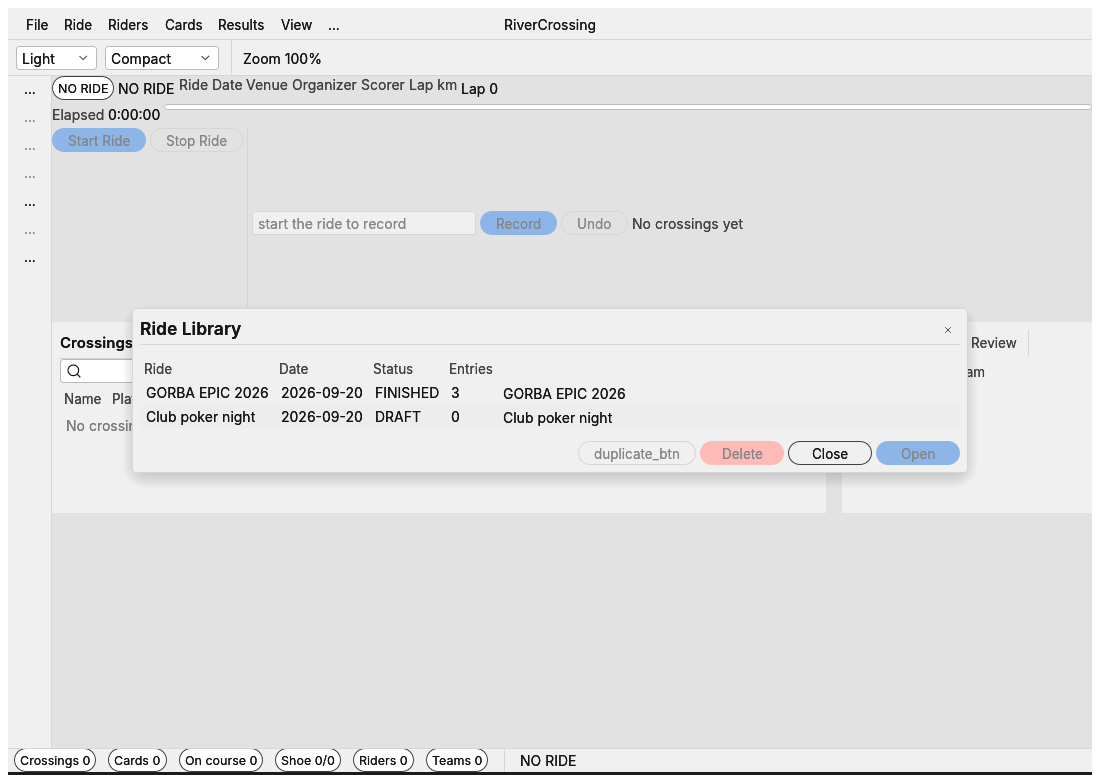 File Ride Riders Cards Results View ... RiverCrossing
Light Compact Zoom 100%
... NO RIDE NO RIDE Ride Date Venue Organizer Scorer Lap km Lap 0
... Elapsed 0:00:00
... Start Ride Stop Ride
...
...
... start the ride to record Record Undo No crossings yet
...
Ride Library ×
Crossings Review
Ride Date Status Entries
am
GORBA EPIC 2026 2026-09-20 FINISHED 3 GORBA EPIC 2026
Name Pla
Club poker night 2026-09-20 DRAFT 0 Club poker night
No crossin
duplicate_btn Delete Close Open
Crossings 0 Cards 0 On course 0 Shoe 0/0 Riders 0 Teams 0 NO RIDE